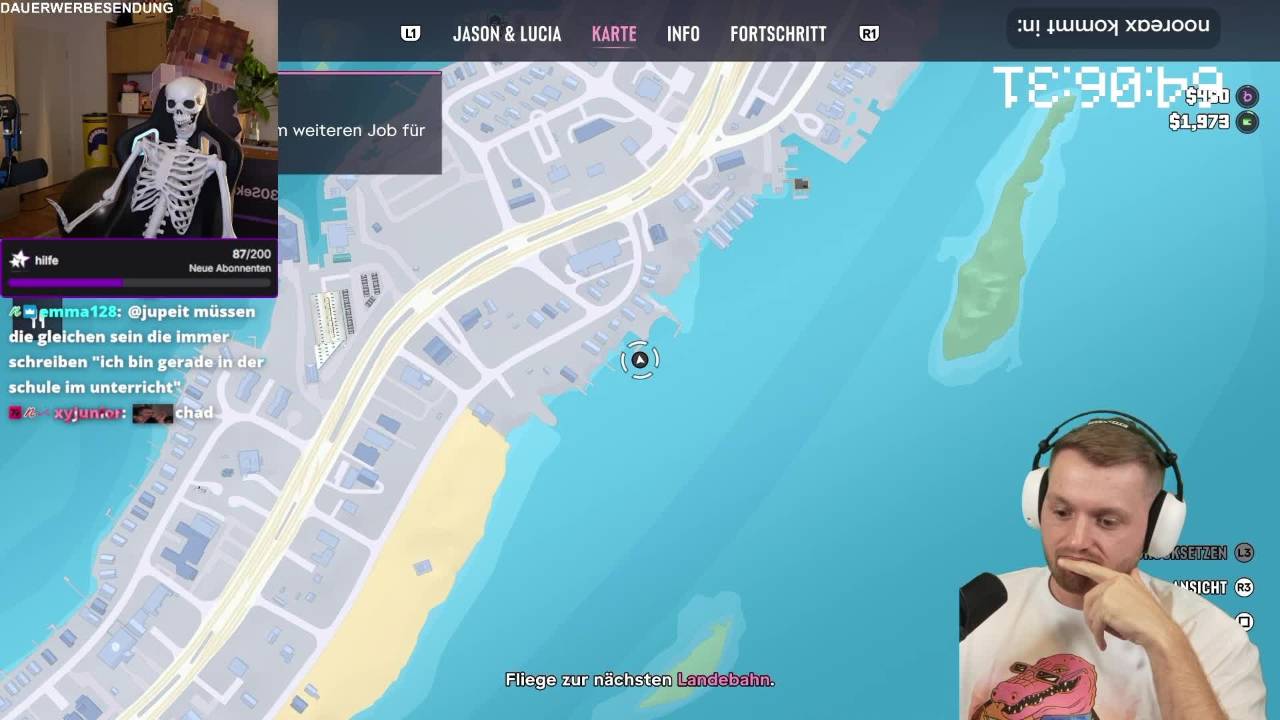 DAUERWERBESENDUNG
L1
JASON & LUCIA
KARTE
INFO
FORTSCHRITT
R1
nooreax kommt in:
$1,973
m weiteren Job für
hilfe
87/200
Neue Abonnenten
emma128: @jupeit müssen
die gleichen sein die immer
schreiben "ich bin gerade in der
schule im unterricht"
xyjunior: chad
L3
ANSICHT R3
Fliege zur nächsten Landebahn.